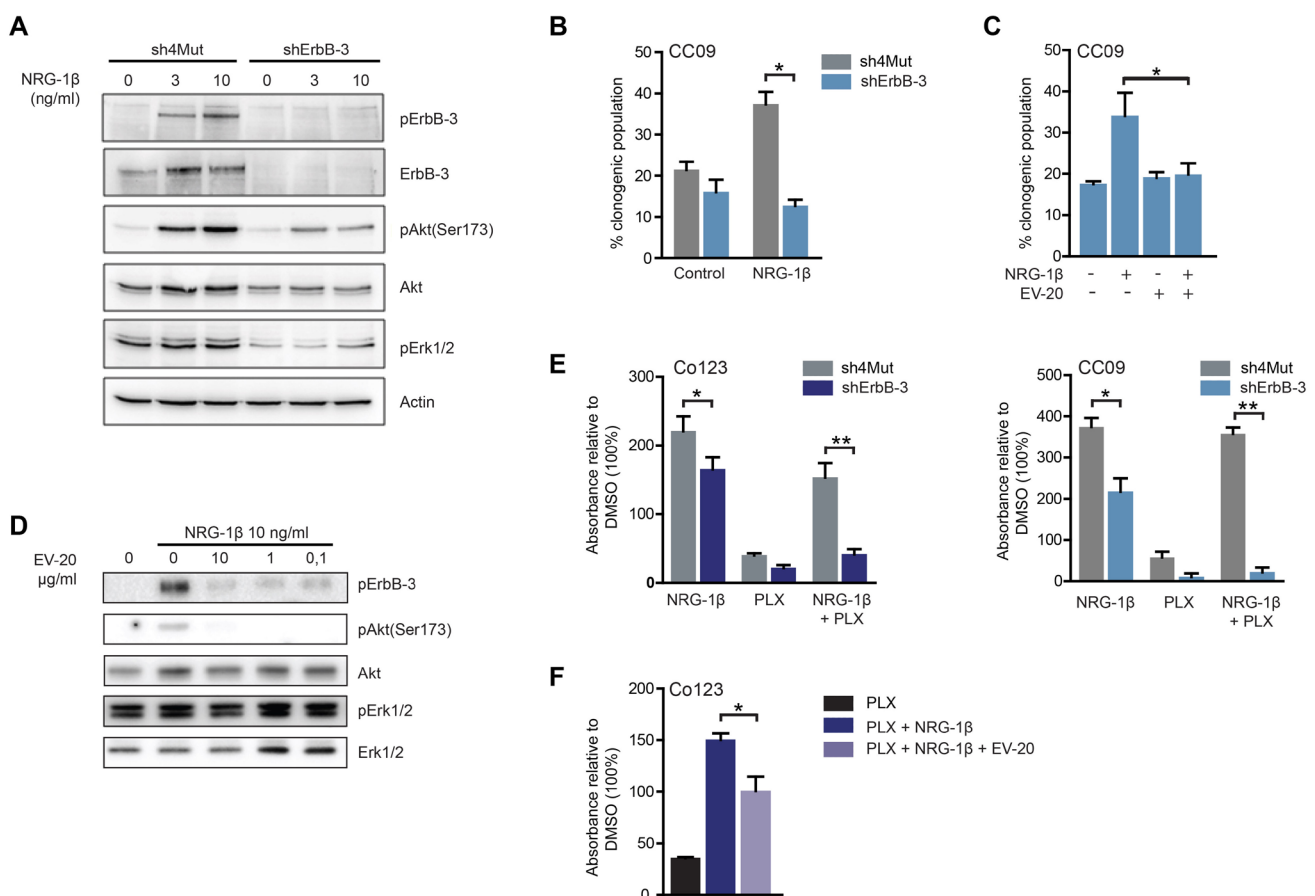 A
sh4Mut shErbB-3
NRG-1β 0 3 10 0 3 10
(ng/ml)
pErbB-3
ErbB-3
pAkt(Ser173)
Akt
pErk1/2
Actin
B
CC09
sh4Mut
shErbB-3
*
% clonogenic population
50
40
30
20
10
0
Control NRG-1β
C
CC09
*
% clonogenic population
50
40
30
20
10
0
NRG-1β - + - +
EV-20 - - + +
D
NRG-1β 10 ng/ml
EV-20 0 0 10 1 0,1
µg/ml
pErbB-3
pAkt(Ser173)
Akt
pErk1/2
Erk1/2
E
Co123
sh4Mut
shErbB-3
*
**
Absorbance relative to
DMSO (100%)
300
200
100
0
NRG-1β PLX NRG-1β
+ PLX
CC09
sh4Mut
shErbB-3
*
**
Absorbance relative to
DMSO (100%)
500
400
300
200
100
0
NRG-1β PLX NRG-1β
+ PLX
F
Co123
PLX
PLX + NRG-1β
PLX + NRG-1β + EV-20
*
Absorbance relative to
DMSO (100%)
200
150
100
50
0